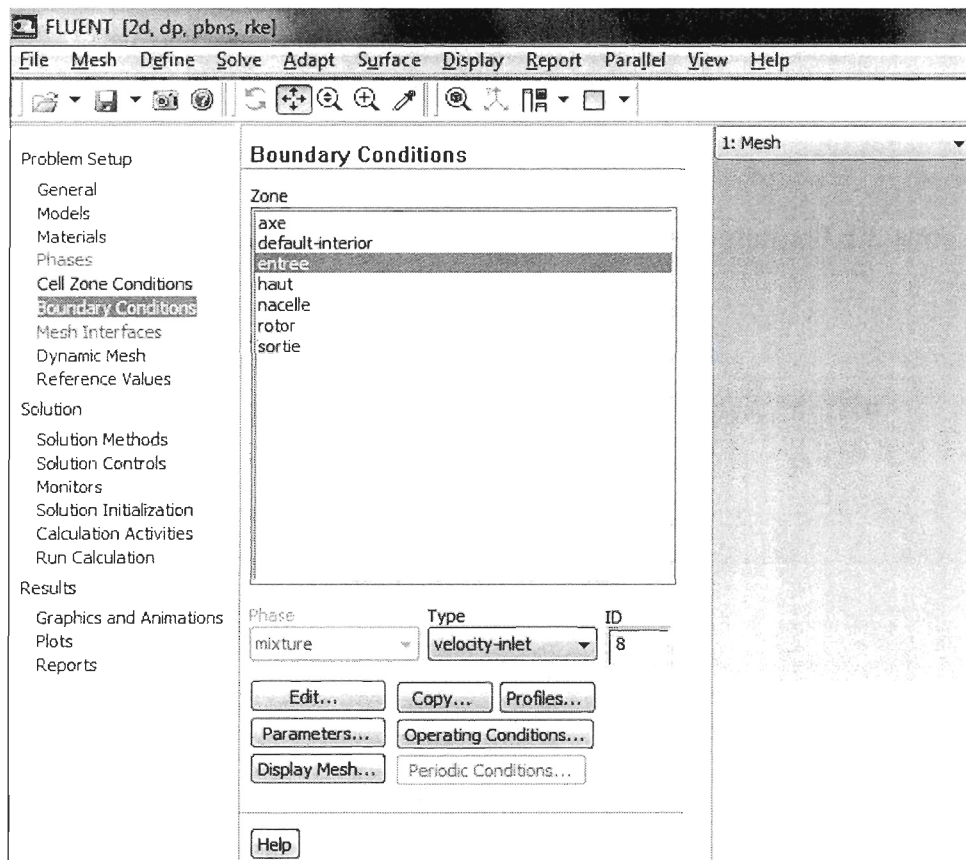 FLUENT [2d, dp, pbns, rke]
File Mesh Define Solve Adapt Surface Display Report Parallel View Help
Problem Setup
General
Models
Materials
Phases
Cell Zone Conditions
Boundary Conditions
Mesh Interfaces
Dynamic Mesh
Reference Values
Solution
Solution Methods
Solution Controls
Monitors
Solution Initialization
Calculation Activities
Run Calculation
Results
Graphics and Animations
Plots
Reports
Boundary Conditions
Zone
axe
default-interior
entree
haut
nacelle
rotor
sortie
Phase Type ID
mixture velocity-inlet 8
Edit... Copy... Profiles...
Parameters... Operating Conditions...
Display Mesh... Periodic Conditions...
Help
1: Mesh